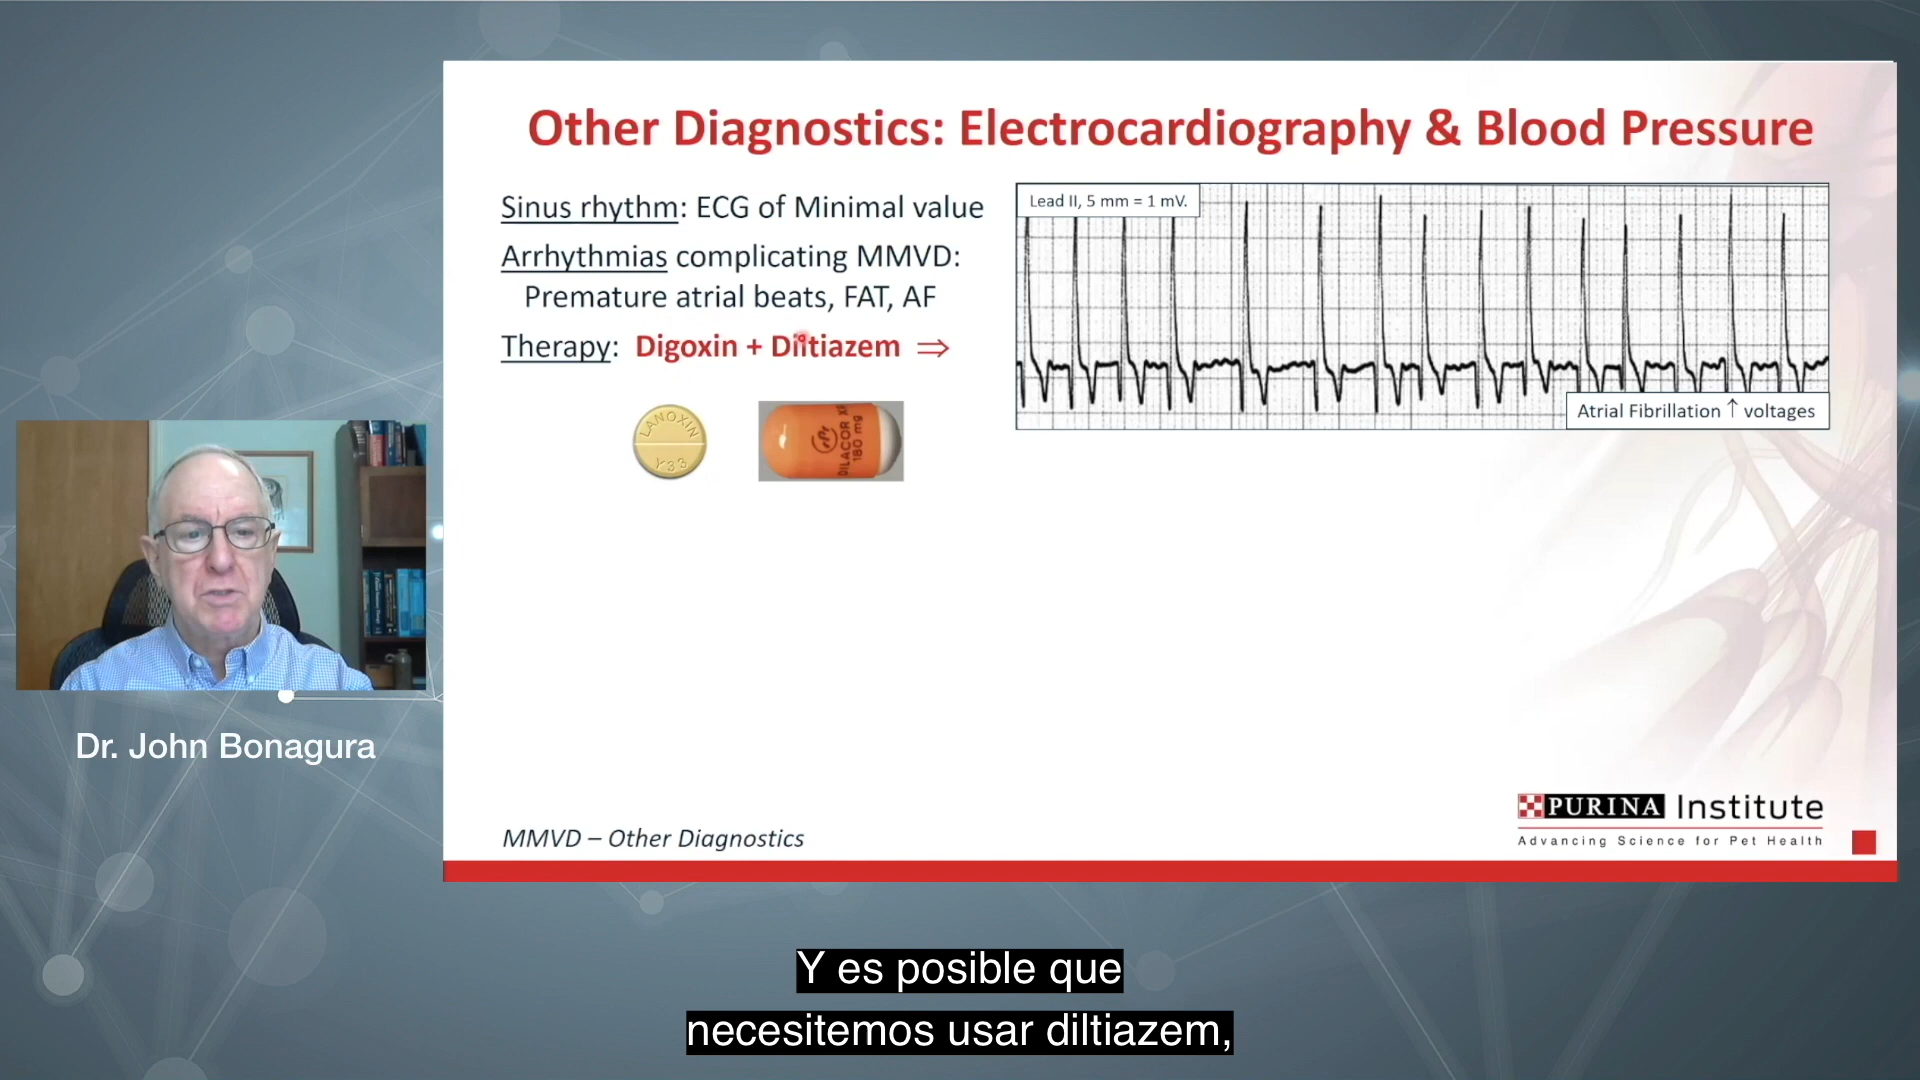 Other Diagnostics: Electrocardiography & Blood Pressure
Sinus rhythm: ECG of Minimal value
Arrhythmias complicating MMVD:
Premature atrial beats, FAT, AF
Therapy: Digoxin + Diltiazem ⇒
Lead II, 5 mm = 1 mV.
Atrial Fibrillation ↑ voltages
LANOXIN
Y33
DILACOR XR
180 mg
Dr. John Bonagura
MMVD – Other Diagnostics
PURINA Institute
Advancing Science for Pet Health
Y es posible que
necesitemos usar diltiazem,